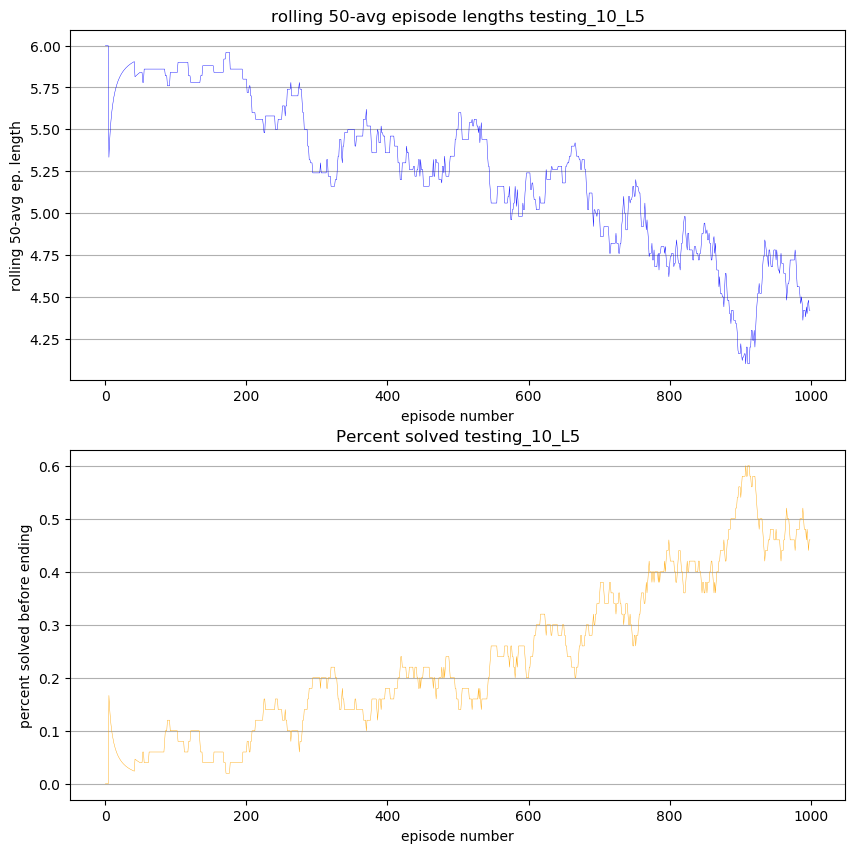 rolling 50-avg episode lengths testing_10_L5
6.00
5.75
5.50
5.25
5.00
4.75
4.50
4.25
rolling 50-avg ep. length
0 200 400 600 800 1000
episode number
Percent solved testing_10_L5
0.6
0.5
0.4
0.3
0.2
0.1
0.0
percent solved before ending
0 200 400 600 800 1000
episode number